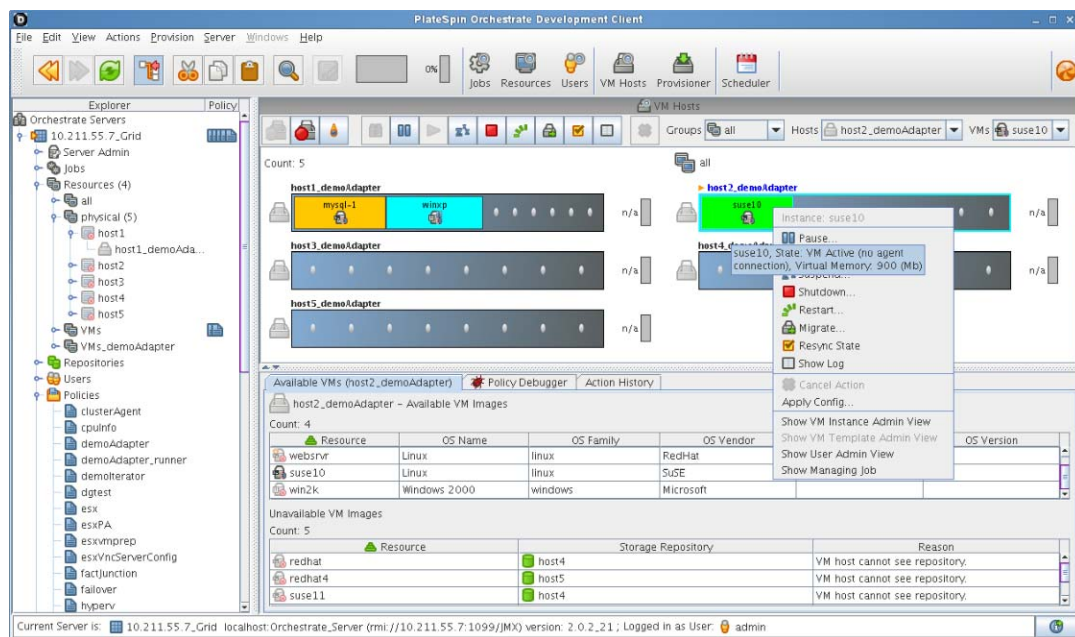 PlateSpin Orchestrate Development Client
File Edit View Actions Provision Server Windows Help
0% Jobs Resources Users VM Hosts Provisioner Scheduler
Explorer Policy
Orchestrate Servers
10.211.55.7_Grid
Server Admin
Jobs
Resources (4)
all
physical (5)
host1
host1_demoAda...
host2
host3
host4
host5
VMs
VMs_demoAdapter
Repositories
Users
Policies
clusterAgent
cpuInfo
demoAdapter
demoAdapter_runner
demoIterator
dgtest
esx
esxPA
esxvmprep
esxVncServerConfig
factJunction
failover
hyperv
VM Hosts
Groups all Hosts host2_demoAdapter VMs suse10
Count: 5 all
host1_demoAdapter host2_demoAdapter
mysql-1 winxp n/a suse10 n/a
host3_demoAdapter
n/a n/a
host5_demoAdapter
n/a
Instance: suse10
Pause...
suse10, State: VM Active (no agent
connection), Virtual Memory: 900 (Mb)
Shutdown...
Restart...
Migrate...
Resync State
Show Log
Cancel Action
Apply Config...
Show VM Instance Admin View
Show VM Template Admin View
Show User Admin View
Show Managing Job
Available VMs (host2_demoAdapter) Policy Debugger Action History
host2_demoAdapter – Available VM Images
Count: 4
Resource OS Name OS Family OS Vendor OS Version
websrvr Linux linux RedHat
suse10 Linux linux SuSE
win2k Windows 2000 windows Microsoft
Unavailable VM Images
Count: 5
Resource Storage Repository Reason
redhat host4 VM host cannot see repository.
redhat4 host5 VM host cannot see repository.
suse11 host4 VM host cannot see repository.
Current Server is: 10.211.55.7_Grid localhost:Orchestrate_Server (rmi://10.211.55.7:1099/JMX) version: 2.0.2_21 ; Logged in as User: admin